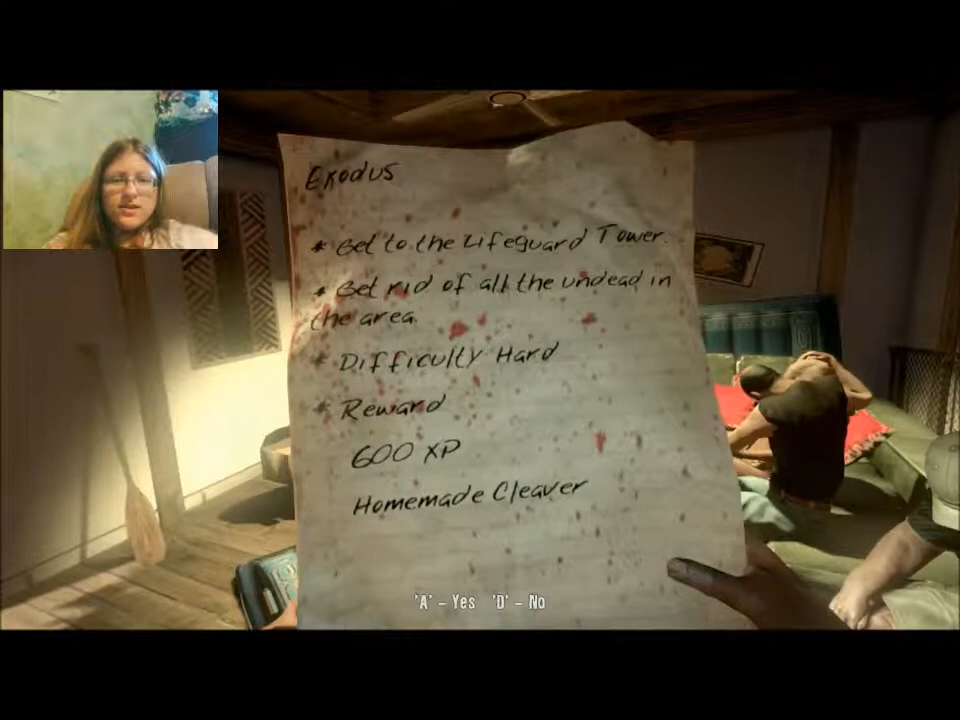 Exodus
* Get to the Lifeguard Tower.
* Get rid of all the undead in
the area.
* Difficulty Hard
* Reward
600 XP
Homemade Cleaver
'A' – Yes 'D' – No